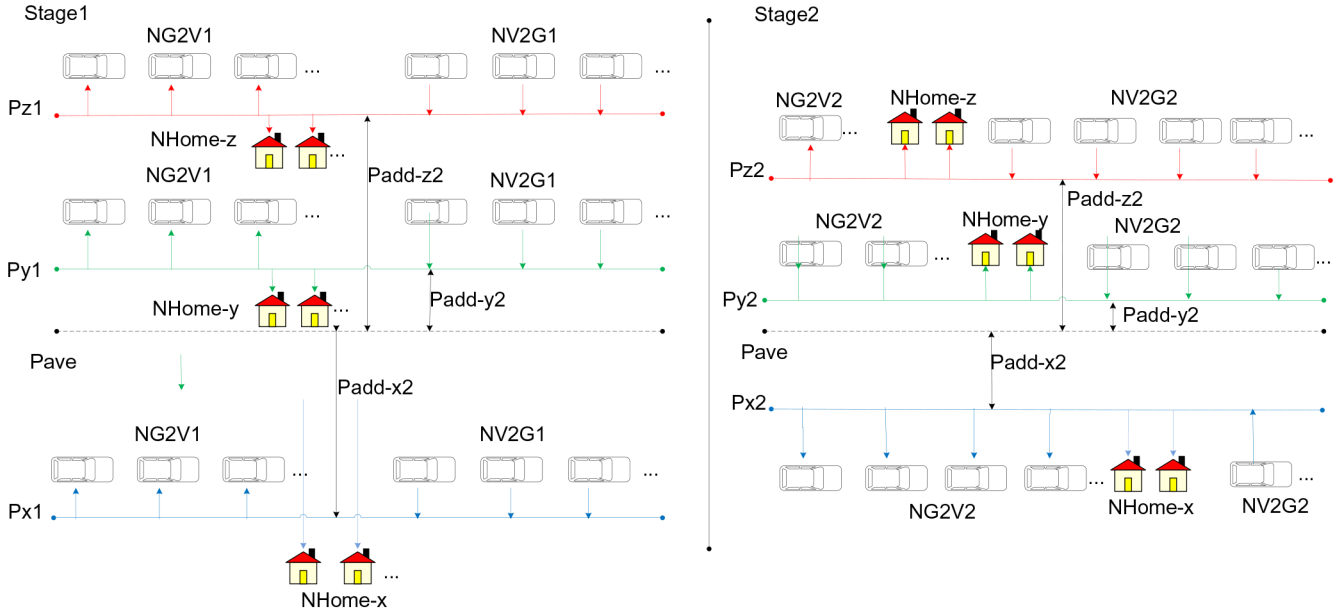 Stage1
NG2V1
NV2G1
...
...
Pz1
NHome-z
...
Padd-z2
NG2V1
NV2G1
...
...
Py1
NHome-y
...
Padd-y2
Pave
Padd-x2
NG2V1
NV2G1
...
...
Px1
...
NHome-x
Stage2
NG2V2
NHome-z
NV2G2
...
...
Pz2
Padd-z2
NG2V2
NHome-y
NV2G2
...
...
Py2
Padd-y2
Pave
Padd-x2
Px2
...
...
NG2V2
NHome-x
NV2G2